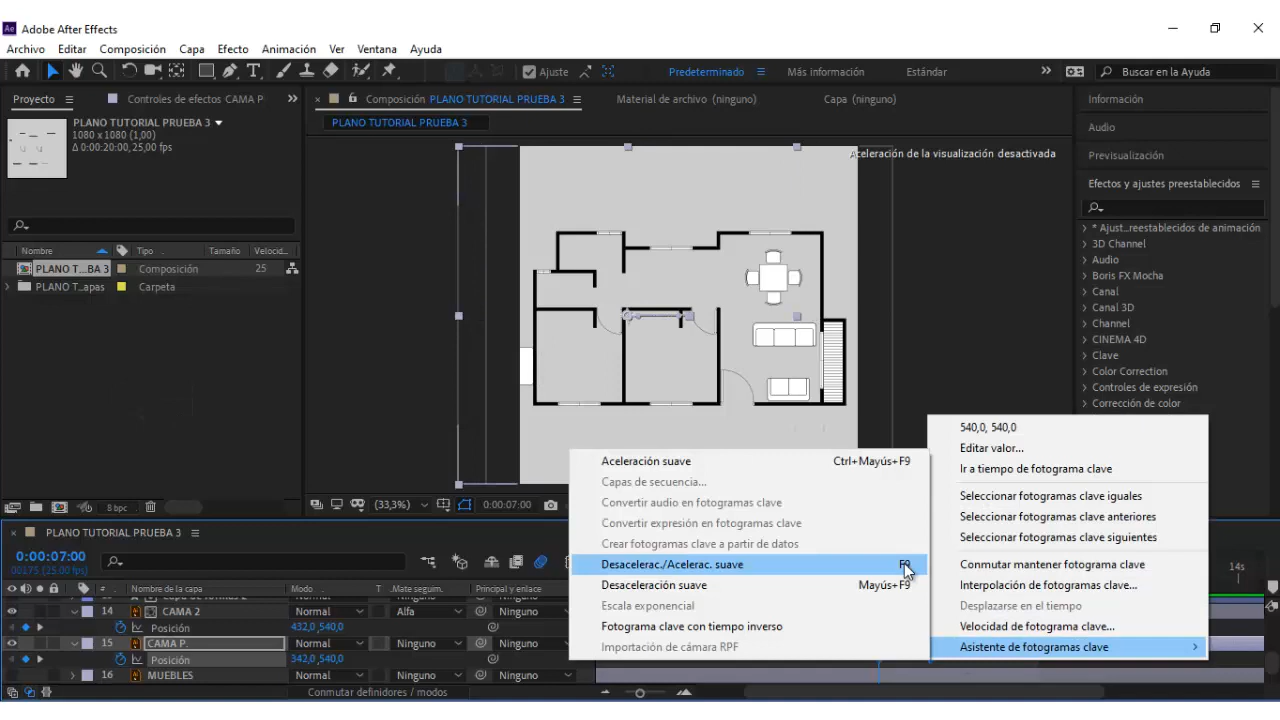 Ae Adobe After Effects
Archivo Editar Composición Capa Efecto Animación Ver Ventana Ayuda
Ajuste Predeterminado Más información Estándar Buscar en la Ayuda
Proyecto Controles de efectos CAMA P
Composición PLANO TUTORIAL PRUEBA 3 Material de archivo (ninguno) Capa (ninguno)
PLANO TUTORIAL PRUEBA 3
PLANO TUTORIAL PRUEBA 3
1080 x 1080 (1,00)
Δ 0:00:20:00, 25,00 fps
Aceleración de la visualización desactivada
Información
Audio
Previsualización
Efectos y ajustes preestablecidos
* Ajust...reestablecidos de animación
3D Channel
Audio
Boris FX Mocha
Canal
Canal 3D
Channel
CINEMA 4D
Clave
Color Correction
Controles de expresión
Corrección de color
Nombre Tipo Tamaño Velocid...
PLANO T...BA 3 Composición 25
PLANO T...apas Carpeta
8 bpc
(33,3%) 0:00:07:00
540,0, 540,0
Editar valor...
Ir a tiempo de fotograma clave
Seleccionar fotogramas clave iguales
Seleccionar fotogramas clave anteriores
Seleccionar fotogramas clave siguientes
Conmutar mantener fotograma clave
Interpolación de fotogramas clave...
Desplazarse en el tiempo
Velocidad de fotograma clave...
Asistente de fotogramas clave
Aceleración suave Ctrl+Mayús+F9
Capas de secuencia...
Convertir audio en fotogramas clave
Convertir expresión en fotogramas clave
Crear fotogramas clave a partir de datos
Desacelerac./Acelerac. suave F9
Desaceleración suave Mayús+F9
Escala exponencial
Fotograma clave con tiempo inverso
Importación de cámara RPF
PLANO TUTORIAL PRUEBA 3
0:00:07:00
00175 (25.00 fps)
Nombre de la capa Modo T .Mate seguim. Principal y enlace
14 CAMA 2 Normal Alfa Ninguno
Posición 432,0,540,0
15 CAMA P. Normal Ninguno Ninguno
Posición 342,0,540,0
16 MUEBLES Normal Ninguno Ninguno
Conmutar definidores / modos
14s